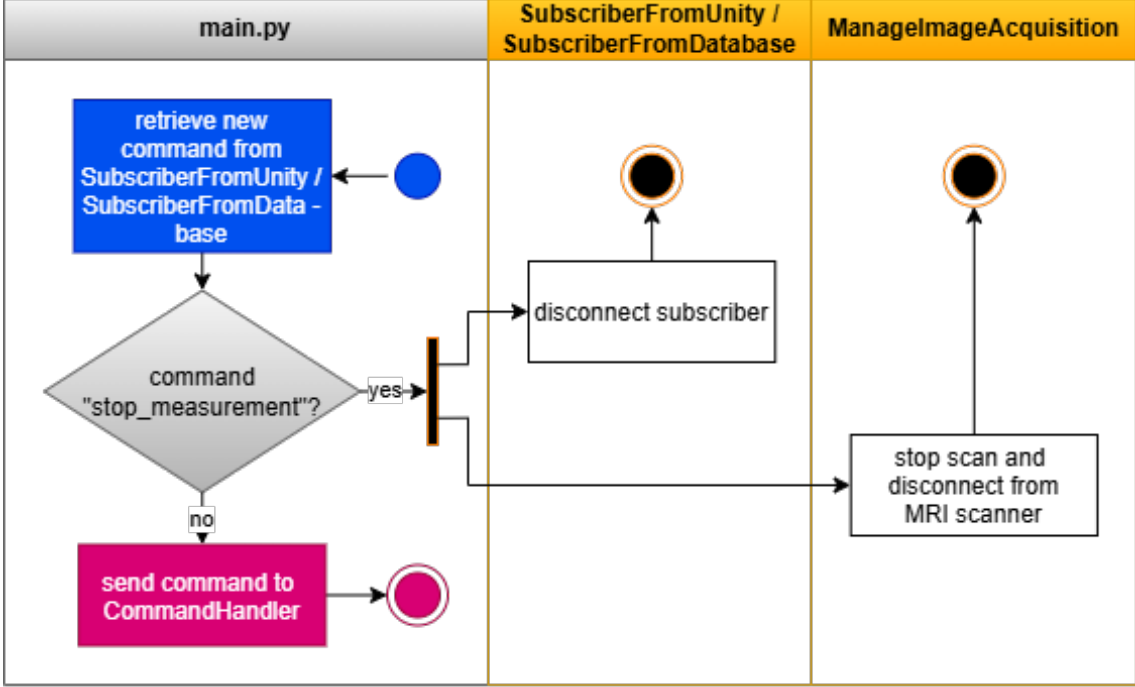 main.py
SubscriberFromUnity /
SubscriberFromDatabase
ManageImageAcquisition
retrieve new
command from
SubscriberFromUnity /
SubscriberFromData -
base
disconnect subscriber
command
"stop_measurement"?
yes
stop scan and
disconnect from
MRI scanner
no
send command to
CommandHandler